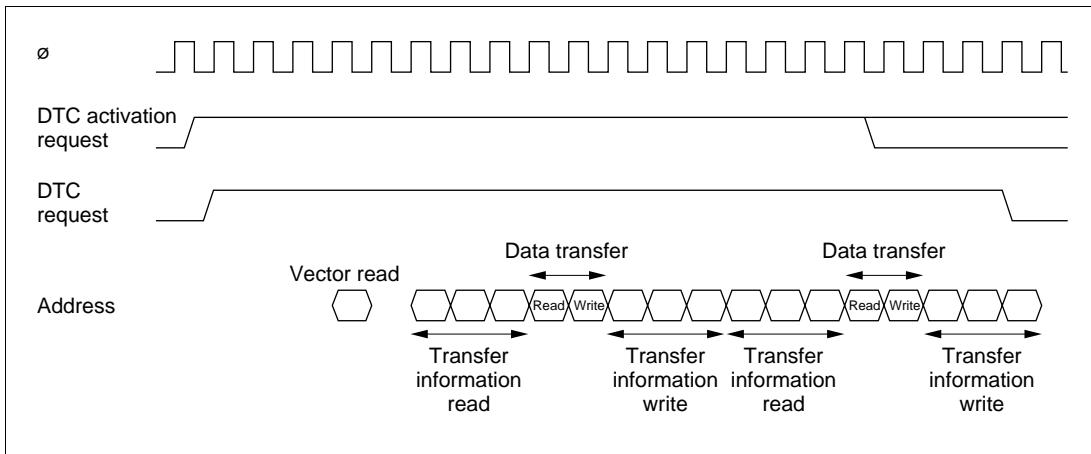 ø
DTC activation
request
DTC
request
Data transfer
Data transfer
Vector read
Address
Read
Write
Read
Write
Transfer
information
read
Transfer
information
write
Transfer
information
read
Transfer
information
write